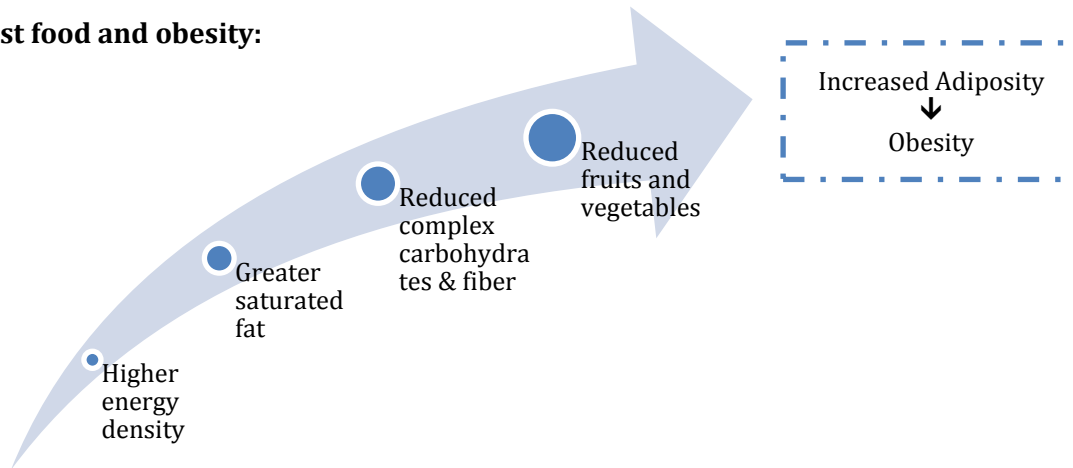 st food and obesity:
Increased Adiposity
↓
Obesity
Reduced
fruits and
vegetables
Reduced
complex
carbohydra
tes & fiber
Greater
saturated
fat
Higher
energy
density